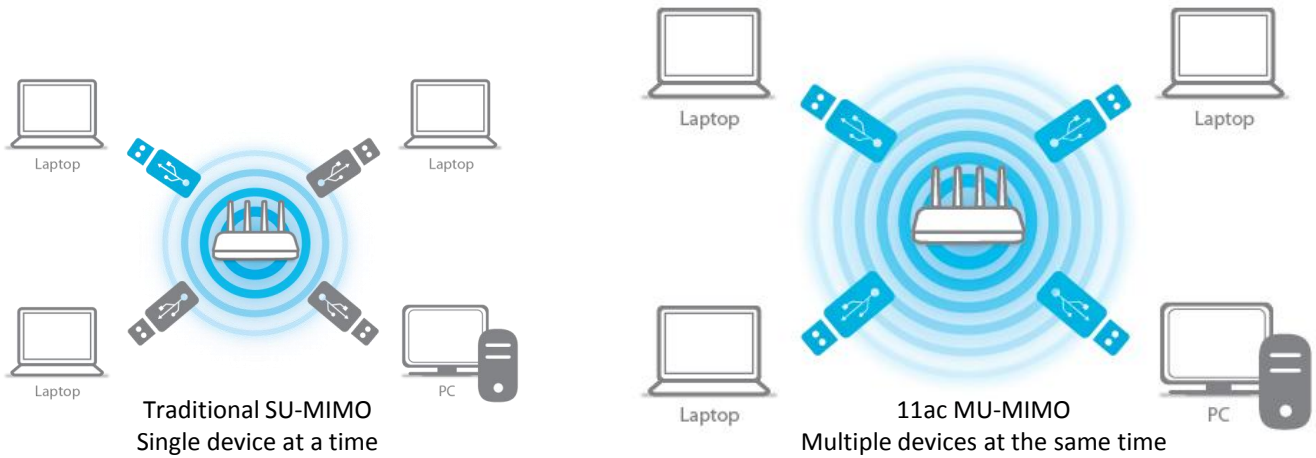 Laptop
Laptop
Laptop
PC
Traditional SU-MIMO
Single device at a time
Laptop
Laptop
Laptop
PC
11ac MU-MIMO
Multiple devices at the same time